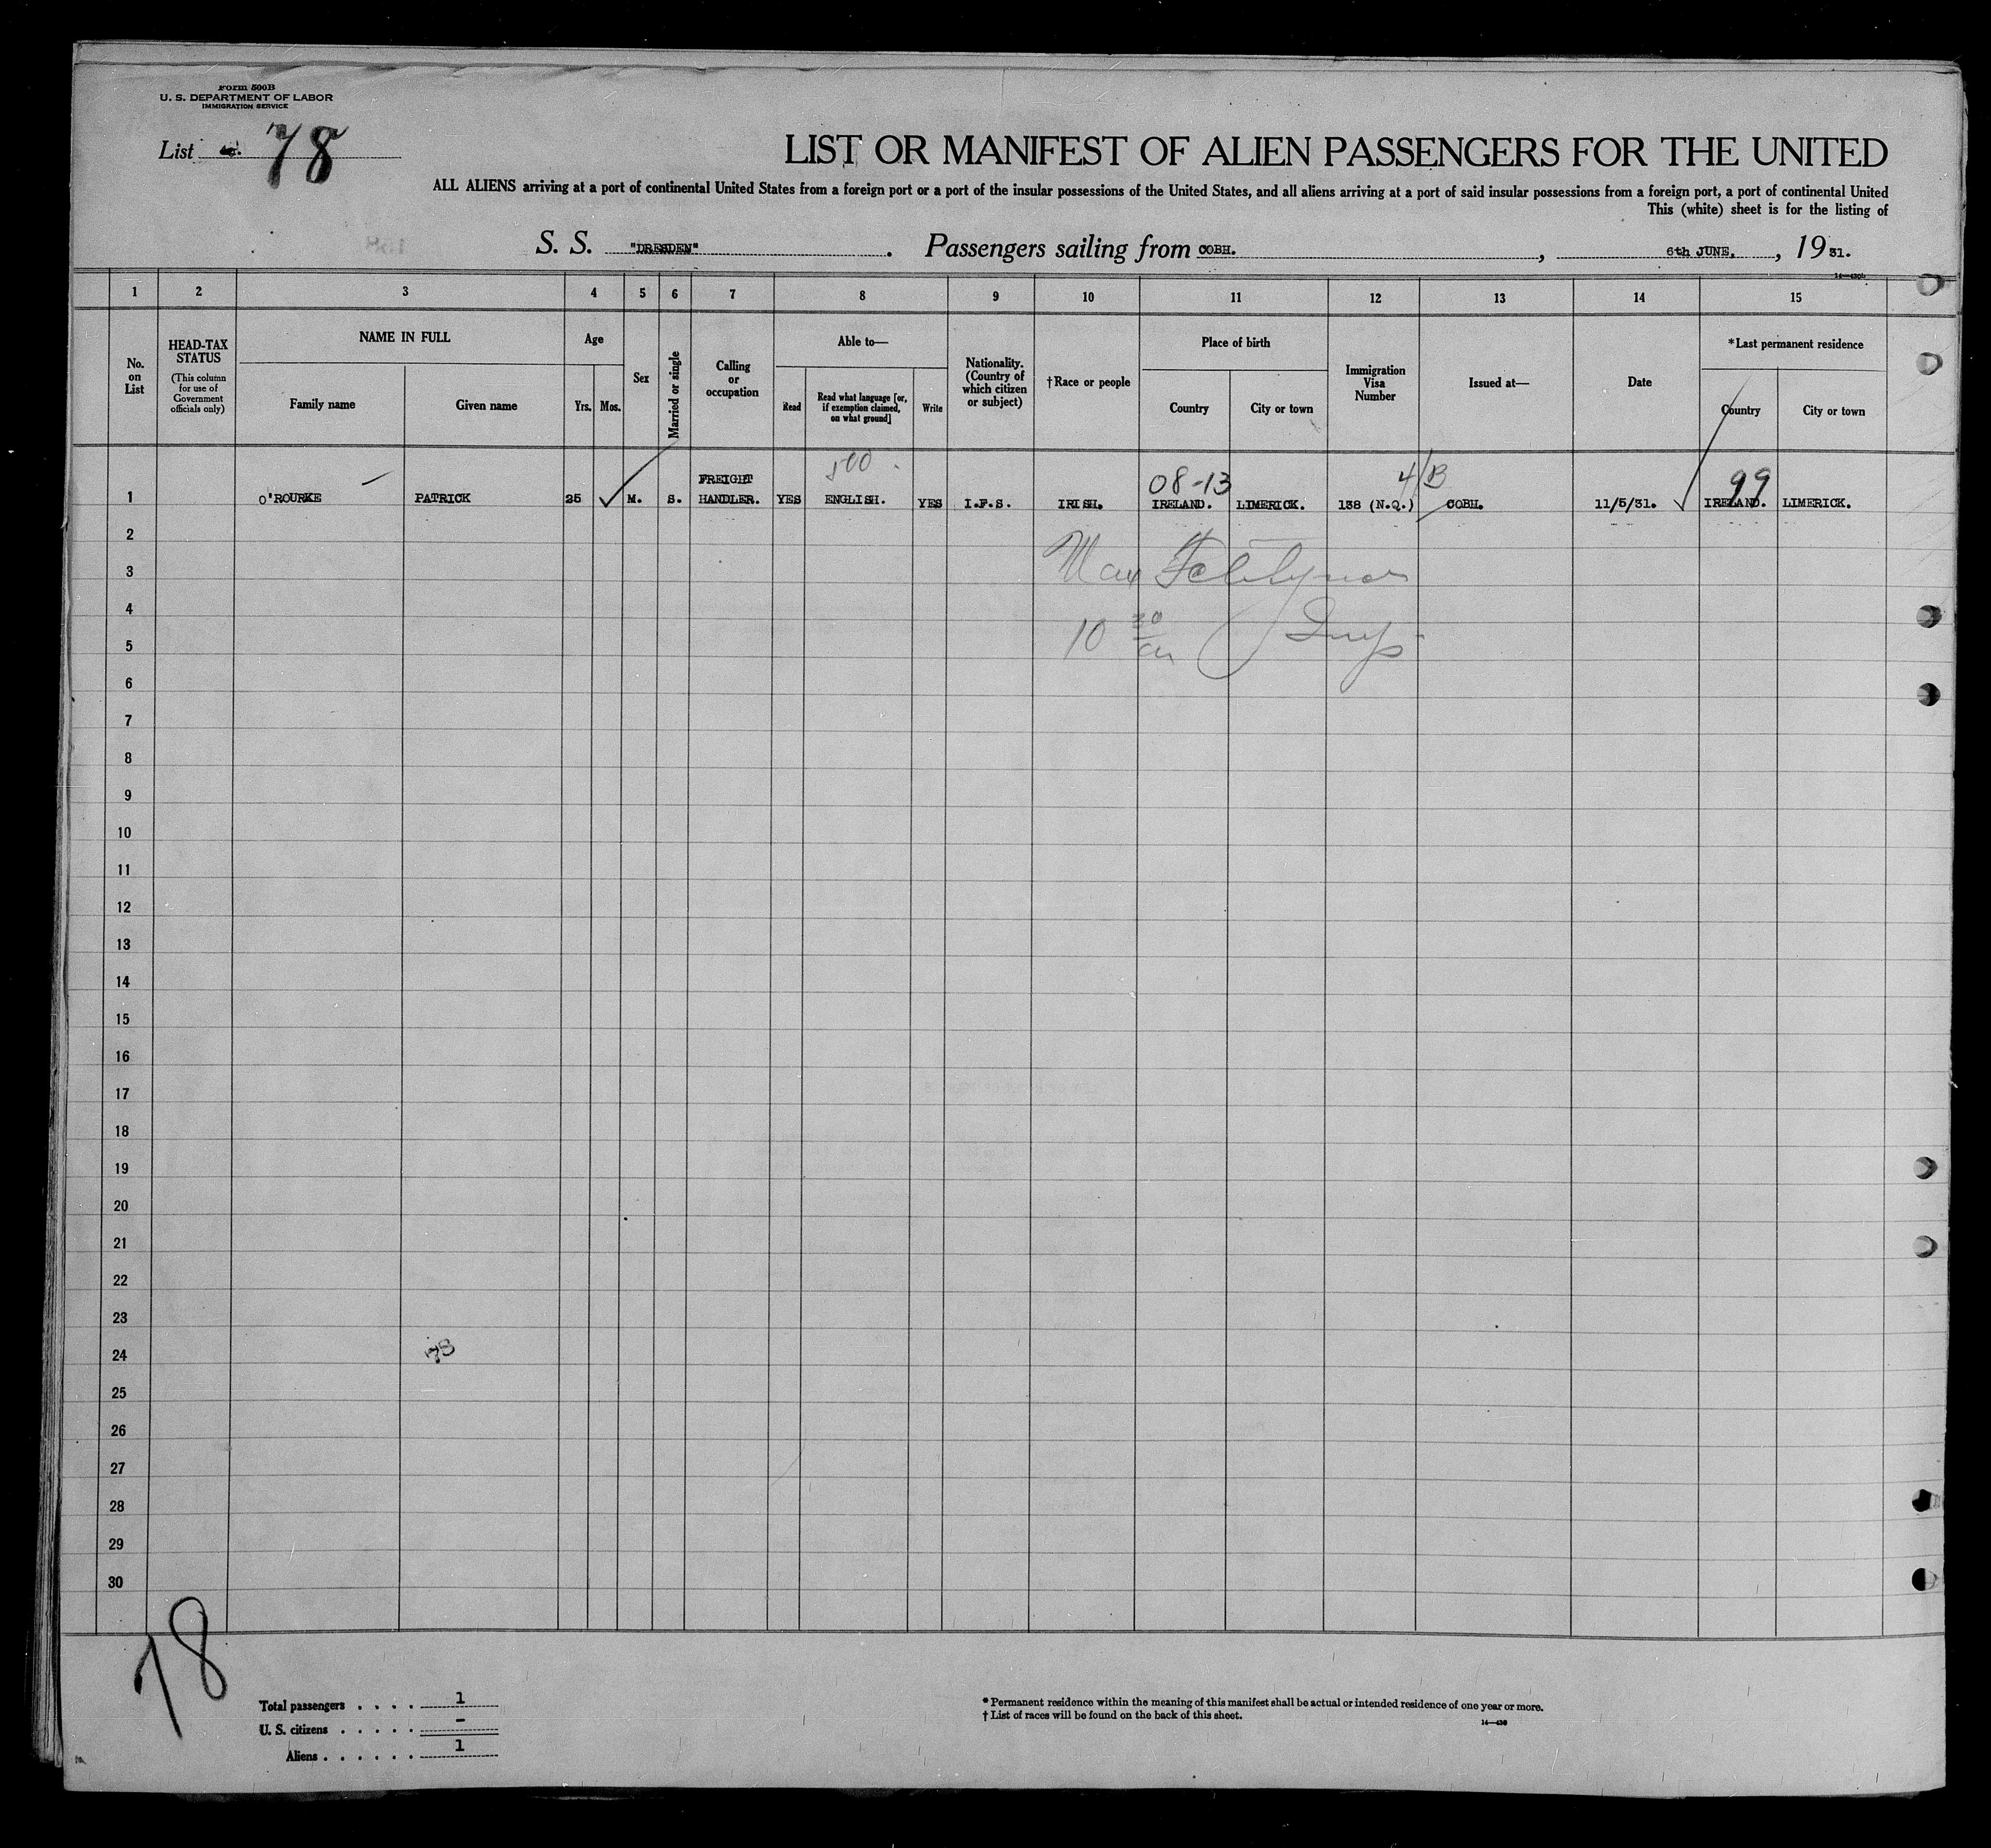 Form 500B
U. S. DEPARTMENT OF LABOR
IMMIGRATION SERVICE
List 78
LIST OR MANIFEST OF ALIEN PASSENGERS FOR THE UNITED
ALL ALIENS arriving at a port of continental United States from a foreign port or a port of the insular possessions of the United States, and all aliens arriving at a port of said insular possessions from a foreign port, a port of continental United
This (white) sheet is for the listing of
S. S. "DRESDEN". Passengers sailing from COBH., 6th JUNE, , 1931.
1 2 3 4 5 6 7 8 9 10 11 12 13 14 15
No. on List
HEAD-TAX STATUS
(This column for use of Government officials only)
NAME IN FULL
Family name Given name
Age
Yrs. Mos.
Sex
Married or single
Calling or occupation
Able to—
Read
Read what language [or, if exemption claimed, on what ground]
Write
Nationality. (Country of which citizen or subject)
†Race or people
Place of birth
Country City or town
Immigration Visa Number
Issued at—
Date
*Last permanent residence
Country City or town
500 08-13 4/B 99
1 O'ROURKE PATRICK 25 M. S. FREIGHT HANDLER. YES ENGLISH. YES I.F.S. IRISH. IRELAND. LIMERICK. 138 (N.Q.) COBH. 11/5/31. IRELAND. LIMERICK.
2
3
4
10 30
5
6
7
8
9
10
11
12
13
14
15
16
17
18
19
20
21
22
23
24 78
25
26
27
28
29
30
78
Total passengers . . . . 1
U. S. citizens . . . . . -
Aliens . . . . . . 1
* Permanent residence within the meaning of this manifest shall be actual or intended residence of one year or more.
† List of races will be found on the back of this sheet.